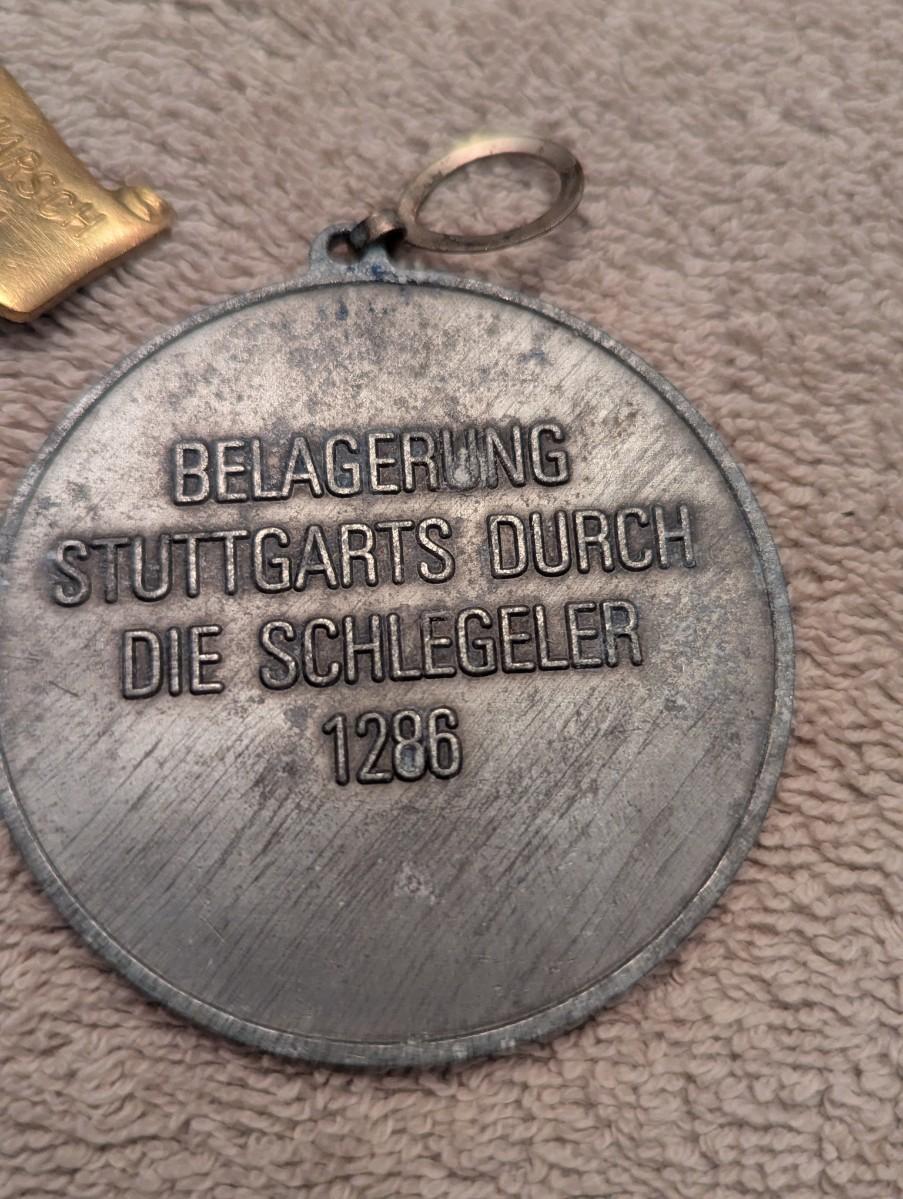 BELAGERUNG
STUTTGARTS DURCH
DIE SCHLEGELER
1286